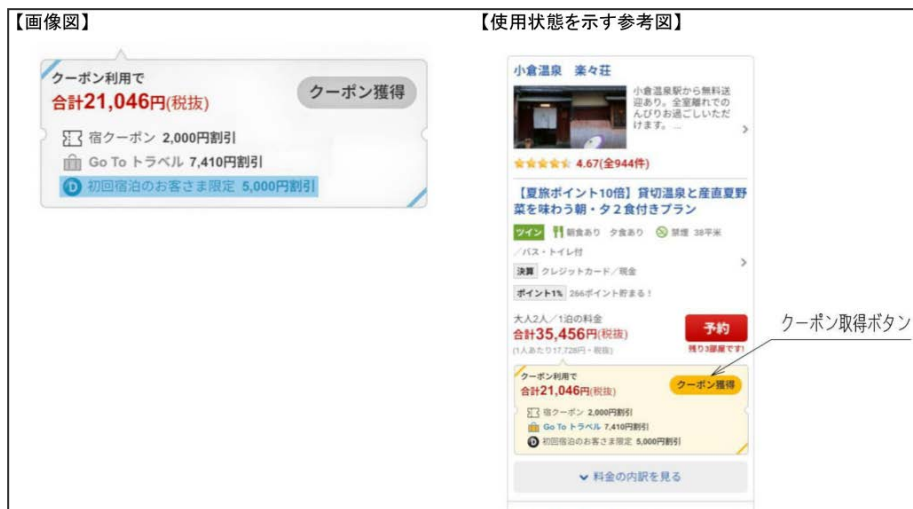 【画像図】
クーポン利用で
合計21,046円(税抜)
クーポン獲得
宿クーポン 2,000円割引
Go To トラベル 7,410円割引
D 初回宿泊のお客さま限定 5,000円割引
【使用状態を示す参考図】
小倉温泉 楽々荘
小倉温泉駅から無料送
迎あり。全室離れでの
んびりお過ごしいただ
けます。...
4.67(全944件)
【夏旅ポイント10倍】貸切温泉と産直夏野
菜を味わう朝・夕2食付きプラン
ツイン 朝食あり 夕食あり 禁煙 38平米
/バス・トイレ付
決算 クレジットカード/現金
ポイント1% 266ポイント貯まる!
大人2人/1泊の料金
合計35,456円(税抜)
(1人あたり17,728円・税抜)
予約
残り3部屋です!
クーポン取得ボタン
クーポン利用で
合計21,046円(税抜)
クーポン獲得
宿クーポン 2,000円割引
Go To トラベル 7,410円割引
D 初回宿泊のお客さま限定 5,000円割引
料金の内訳を見る